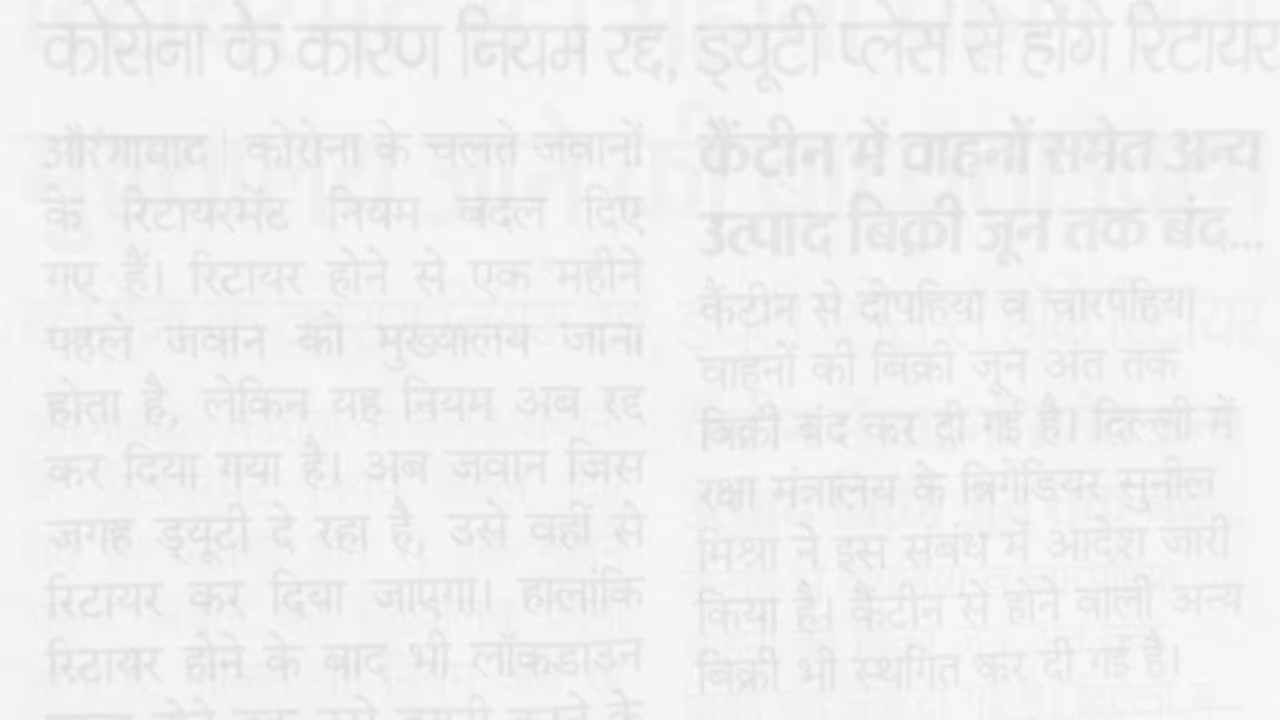 कोरोना के कारण नियम रद्द, ड्यूटी प्लेस से होंगे रिटायर
औरंगाबाद | कोरोना के चलते जवानों
के रिटायरमेंट नियम बदल दिए
गए हैं। रिटायर होने से एक महीने
पहले जवान को मुख्यालय जाना
होता है, लेकिन यह नियम अब रद्द
कर दिया गया है। अब जवान जिस
जगह ड्यूटी दे रहा है, उसे वहीं से
रिटायर कर दिया जाएगा। हालांकि
रिटायर होने के बाद भी लॉकडाउन
कैंटीन में वाहनों समेत अन्य
उत्पाद बिक्री जून तक बंद...
कैंटीन से दोपहिया व चारपहिया
वाहनों की बिक्री जून अंत तक
बिक्री बंद कर दी गई है। दिल्ली में
रक्षा मंत्रालय के ब्रिगेडियर सुनील
मिश्रा ने इस संबंध में आदेश जारी
किया है। कैंटीन से होने वाली अन्य
बिक्री भी स्थगित कर दी गई है।